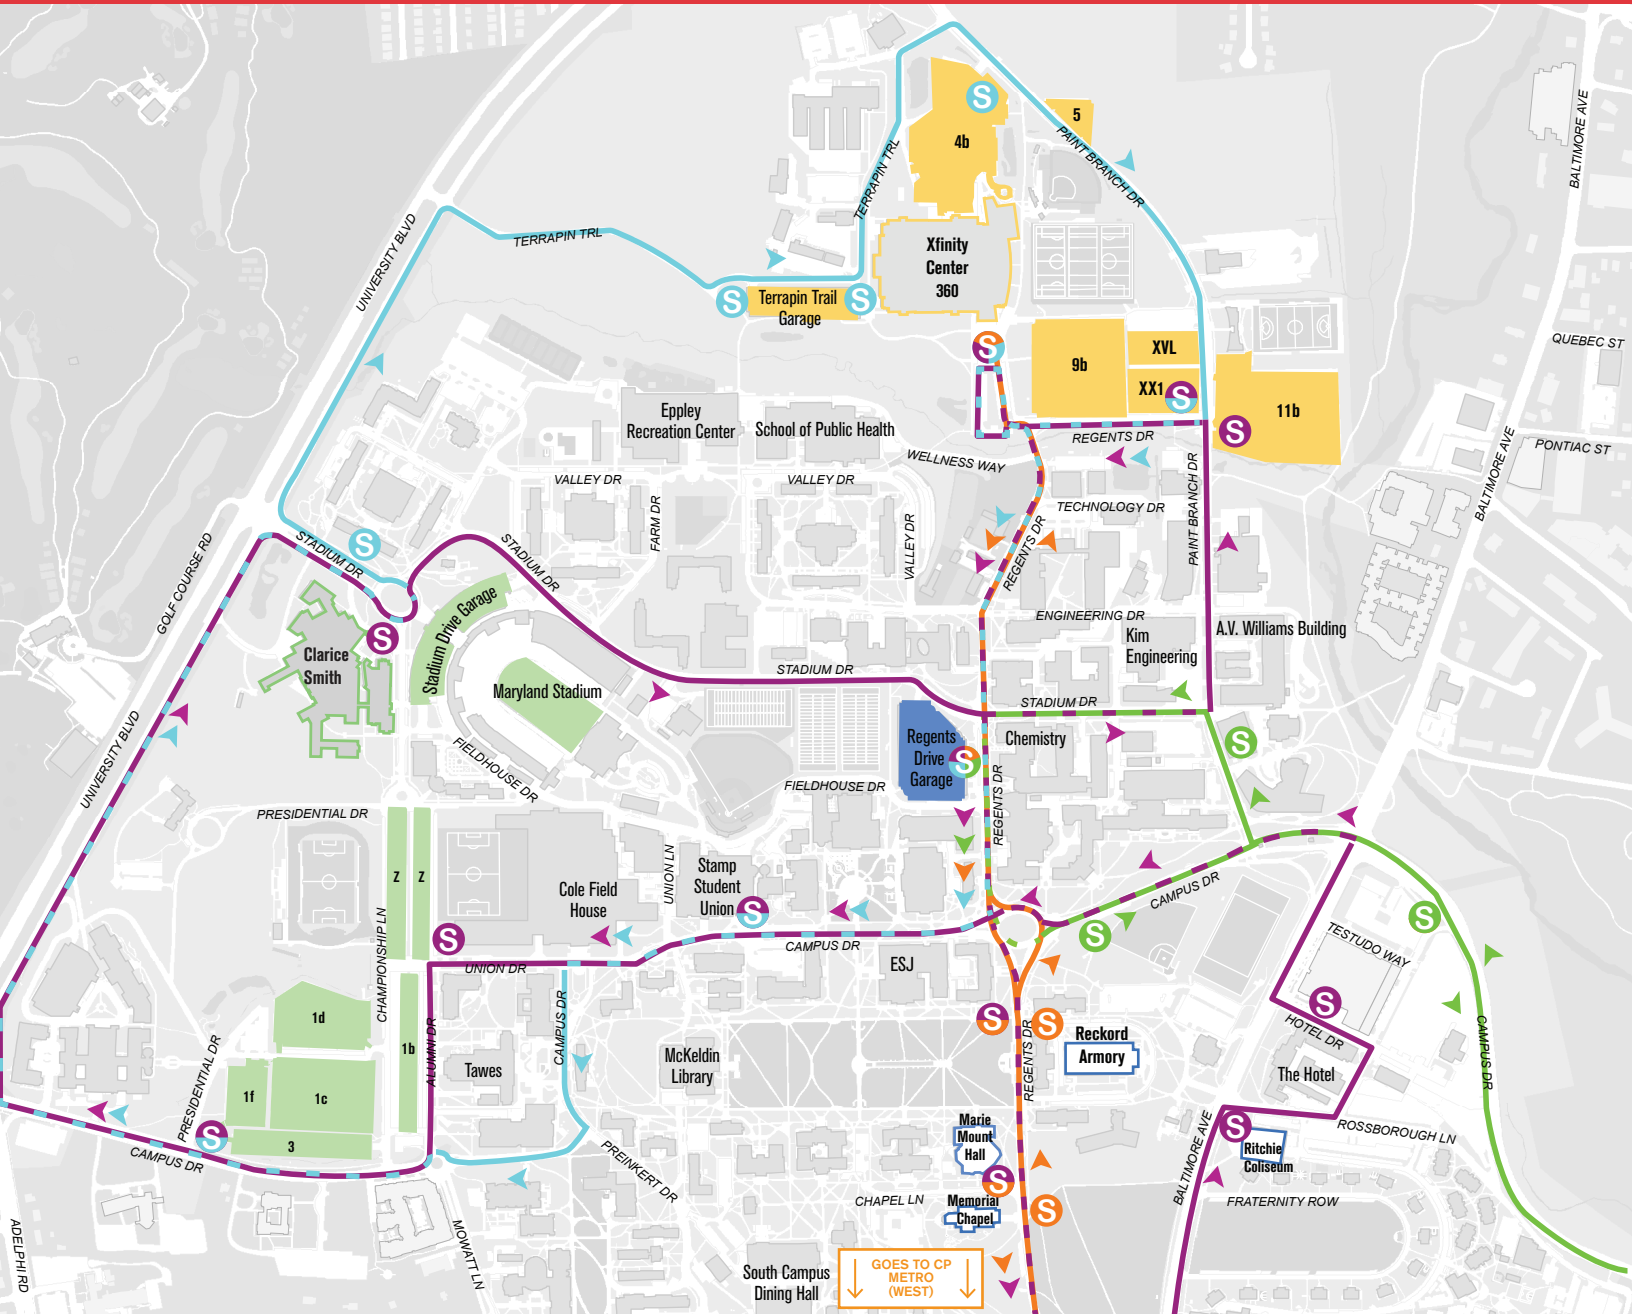 BALTIMORE AVE
S
5
4b
PAINT BRANCH DR
TERRAPIN TRL
UNIVERSITY BLVD
TERRAPIN TRL
Xfinity
Center
360
S
Terrapin Trail
Garage
S
S
9b
XVL
XX1
S
11b
S
QUEBEC ST
PONTIAC ST
BALTIMORE AVE
Eppley
Recreation Center
School of Public Health
REGENTS DR
WELLNESS WAY
VALLEY DR
VALLEY DR
FARM DR
VALLEY DR
TECHNOLOGY DR
PAINT BRANCH DR
REGENTS DR
GOLF COURSE RD
STADIUM DR
S
STADIUM DR
ENGINEERING DR
Kim
Engineering
A.V. Williams Building
S
Clarice
Smith
Stadium Drive Garage
Maryland Stadium
STADIUM DR
STADIUM DR
UNIVERSITY BLVD
FIELDHOUSE DR
Regents
Drive
Garage
S
Chemistry
S
FIELDHOUSE DR
REGENTS DR
PRESIDENTIAL DR
Z
Z
UNION LN
Stamp
Student
Union
S
Cole Field
House
CAMPUS DR
S
CHAMPIONSHIP LN
S
UNION DR
CAMPUS DR
ESJ
S
TESTUDO WAY
S
HOTEL DR
CAMPUS DR
The Hotel
1d
1b
ALUMNI DR
CAMPUS DR
Tawes
McKeldin
Library
S
S
REGENTS DR
Reckord
Armory
PRESIDENTIAL DR
1f
1c
3
S
CAMPUS DR
PREINKERT DR
Marie
Mount
Hall
S
CHAPEL LN
Memorial
Chapel
S
S
Ritchie
Coliseum
ROSSBOROUGH LN
BALTIMORE AVE
FRATERNITY ROW
ADELPHI RD
MOWATT LN
South Campus
Dining Hall
GOES TO CP
METRO
(WEST)